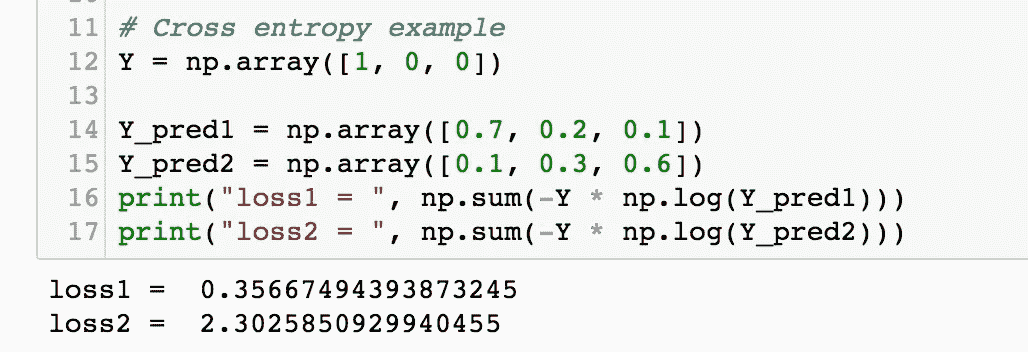 11 # Cross entropy example
12 Y = np.array([1, 0, 0])
13
14 Y_pred1 = np.array([0.7, 0.2, 0.1])
15 Y_pred2 = np.array([0.1, 0.3, 0.6])
16 print("loss1 = ", np.sum(-Y * np.log(Y_pred1)))
17 print("loss2 = ", np.sum(-Y * np.log(Y_pred2)))
loss1 =  0.35667494393873245
loss2 =  2.3025850929940455